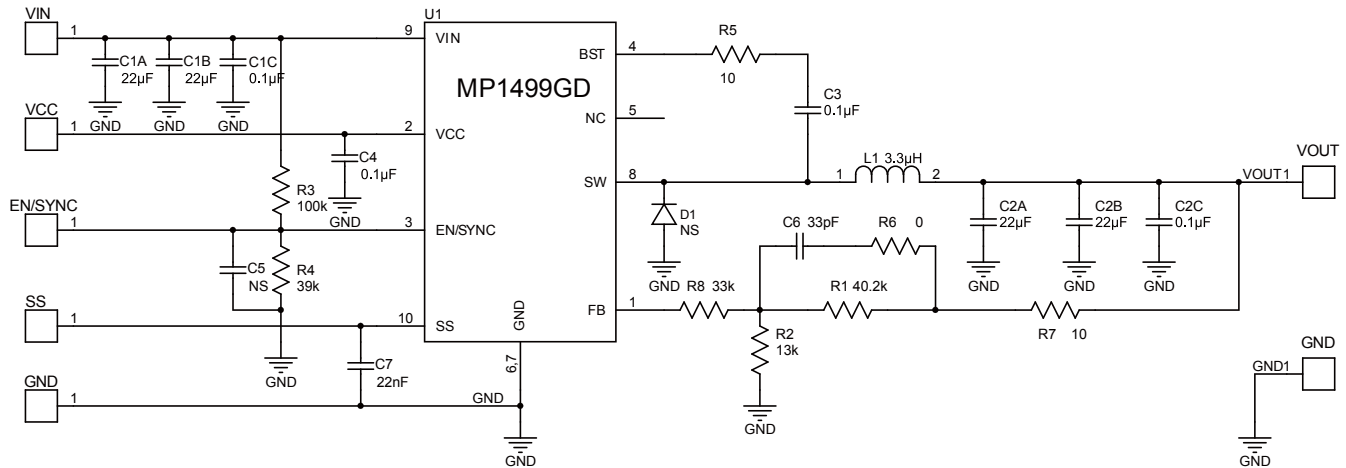 VIN
1
C1A
22µF
GND
C1B
22µF
GND
C1C
0.1µF
GND
VCC
1
C4
0.1µF
GND
R3
100k
EN/SYNC
1
C5
NS
R4
39k
GND
SS
1
C7
22nF
GND
1
GND
U1
9
VIN
MP1499GD
2
VCC
3
EN/SYNC
10
SS
GND
6,7
GND
BST
4
NC
5
SW
8
FB
1
R5
10
C3
0.1µF
D1
NS
GND
1
L1 3.3µH
2
C6 33pF
R6 0
R8 33k
R1 40.2k
R2
13k
GND
R7 10
C2A
22µF
GND
C2B
22µF
GND
C2C
0.1µF
GND
VOUT
VOUT1
GND
GND1
GND